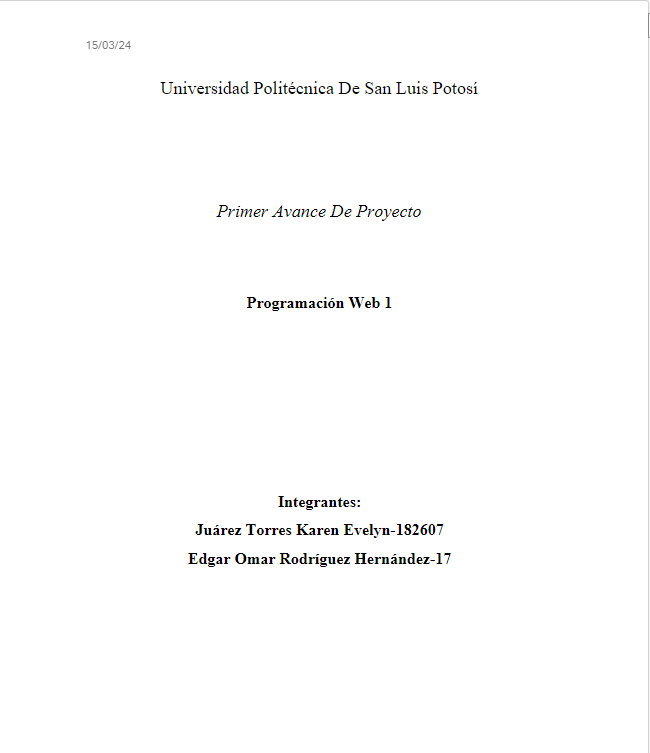 15/03/24
Universidad Politécnica De San Luis Potosí
Primer Avance De Proyecto
Programación Web 1
Integrantes:
Juárez Torres Karen Evelyn-182607
Edgar Omar Rodríguez Hernández-17